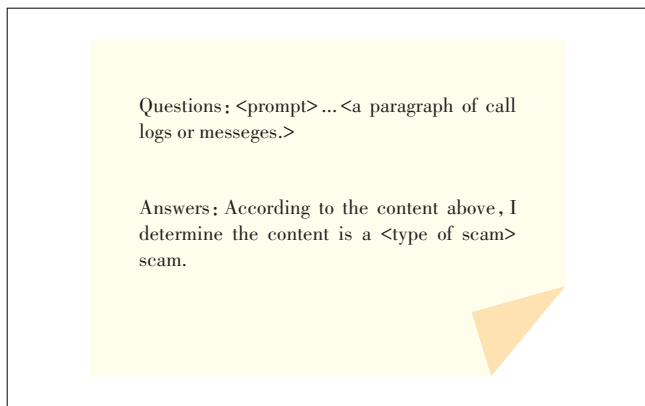 Questions: <prompt>...<a paragraph of call
logs or messeges.>
Answers: According to the content above, I
determine the content is a <type of scam>
scam.